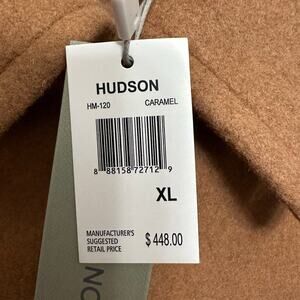 HUDSON
HM-120 CARAMEL
8 88158 72712 9
XL
MANUFACTURER'S
SUGGESTED
RETAIL PRICE
$ 448.00